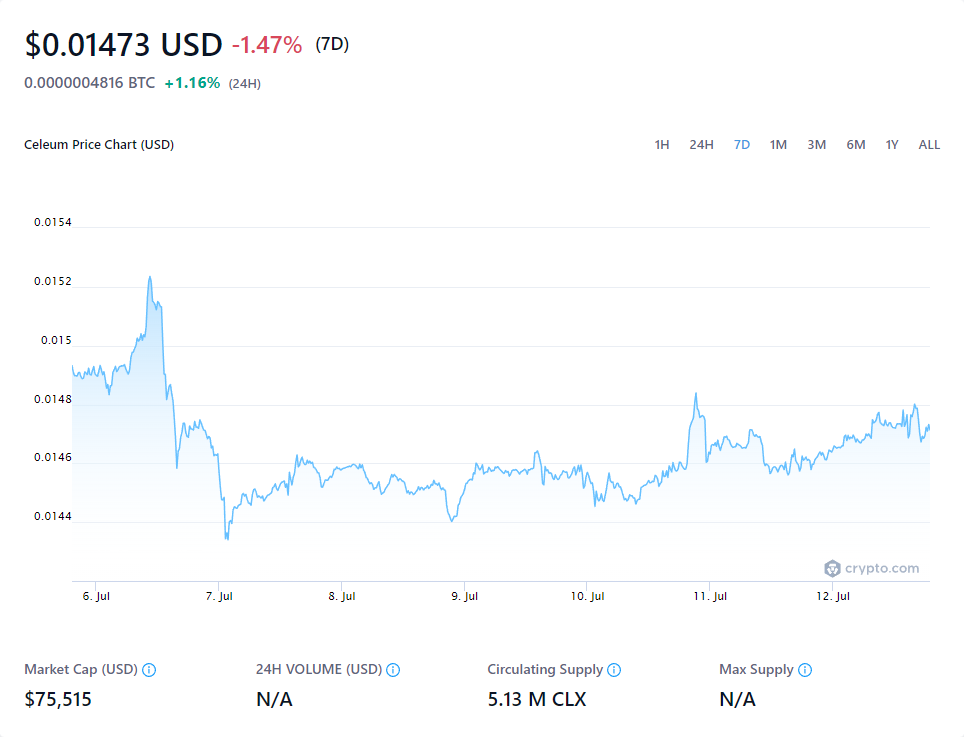 $0.01473 USD -1.47% (7D)
0.0000004816 BTC +1.16% (24H)
Celeum Price Chart (USD) 1H 24H 7D 1M 3M 6M 1Y ALL
0.0154
0.0152
0.015
0.0148
0.0146
0.0144
crypto.com
6. Jul 7. Jul 8. Jul 9. Jul 10. Jul 11. Jul 12. Jul
Market Cap (USD) 24H VOLUME (USD) Circulating Supply Max Supply
$75,515 N/A 5.13 M CLX N/A